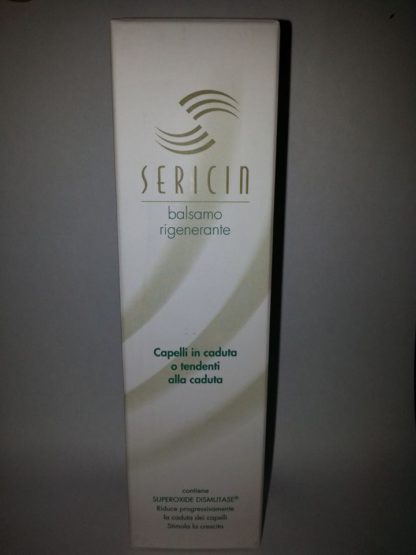 SERICIN
balsamo
rigenerante
Capelli in caduta
o tendenti
alla caduta
contiene
SUPEROXIDE DISMUTASE®
Riduce progressivamente
la caduta dei capelli
Stimola la crescita